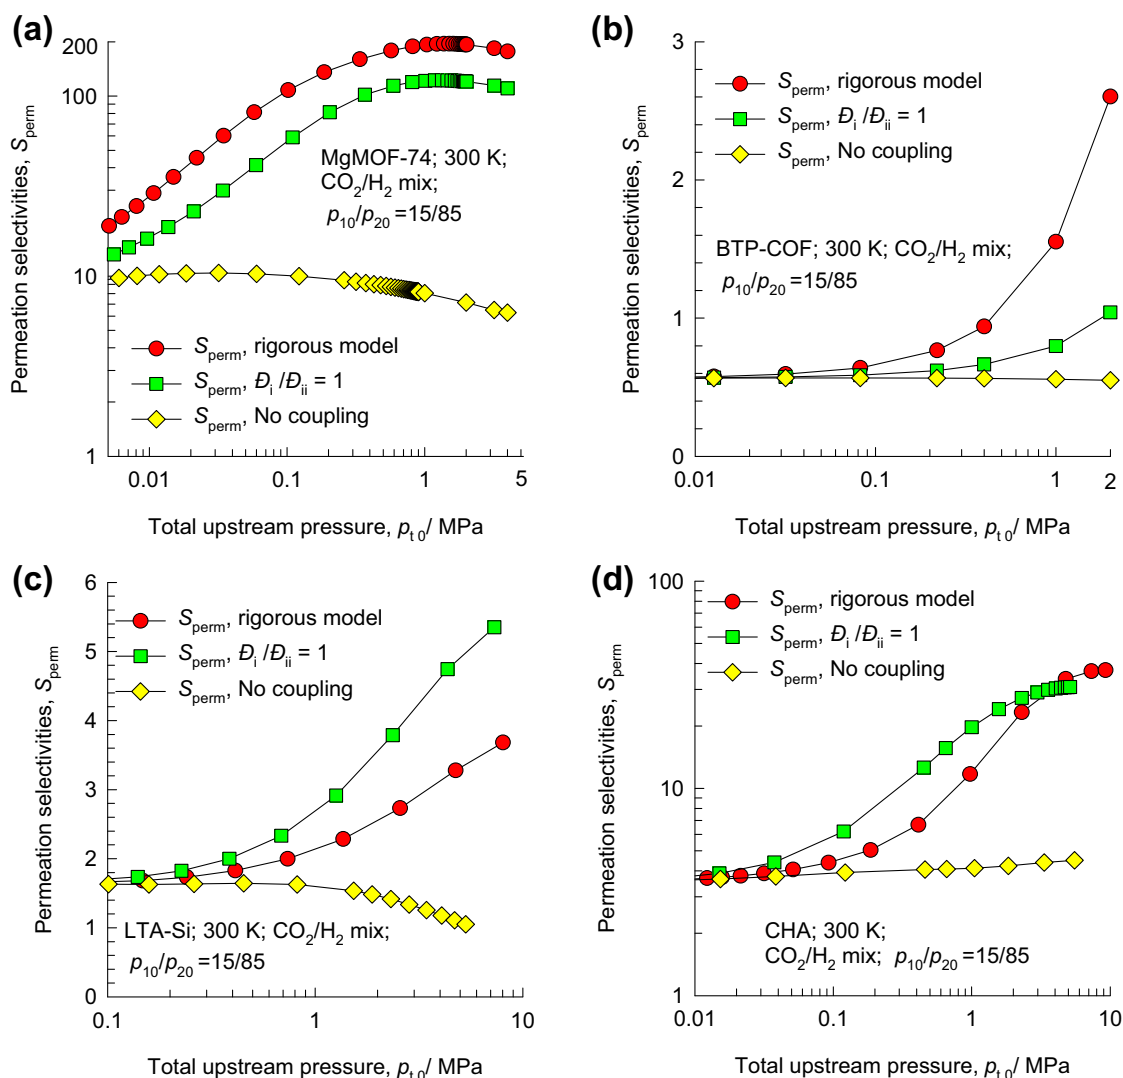 (a)
200
100
10
1
0.01
0.1
1
5
Permeation selectivities, Sperm
MgMOF-74; 300 K;
CO2/H2 mix;
p10/p20 =15/85
Sperm, rigorous model
Sperm, Đi /Đii = 1
Sperm, No coupling
Total upstream pressure, pt 0/ MPa
(b)
3
2
1
0
0.1
1
2
Permeation selectivities, Sperm
Sperm, rigorous model
Sperm, Đi /Đii = 1
Sperm, No coupling
BTP-COF; 300 K; CO2/H2 mix;
p10/p20 =15/85
Total upstream pressure, pt 0/ MPa
(c)
6
5
4
3
2
1
0
0.1
1
10
Permeation selectivities, Sperm
Sperm, rigorous model
Sperm, Đi /Đii = 1
Sperm, No coupling
LTA-Si; 300 K; CO2/H2 mix;
p10/p20 =15/85
Total upstream pressure, pt 0/ MPa
(d)
100
10
1
0.01
0.1
1
10
Permeation selectivities, Sperm
Sperm, rigorous model
Sperm, Đi /Đii = 1
Sperm, No coupling
CHA; 300 K;
CO2/H2 mix; p10/p20 =15/85
Total upstream pressure, pt 0/ MPa